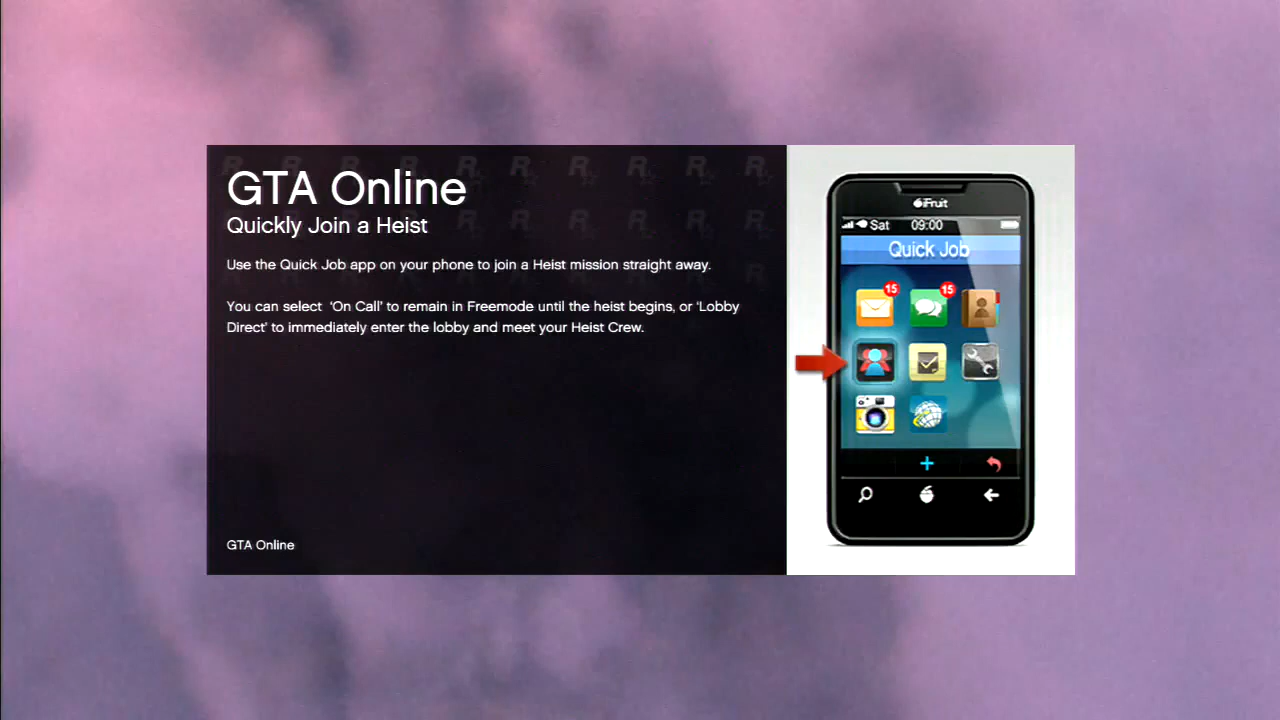 GTA Online
Quickly Join a Heist
Use the Quick Job app on your phone to join a Heist mission straight away.
You can select 'On Call' to remain in Freemode until the heist begins, or 'Lobby
Direct' to immediately enter the lobby and meet your Heist Crew.
GTA Online
iFruit
Sat 09:00
Quick Job
15 15